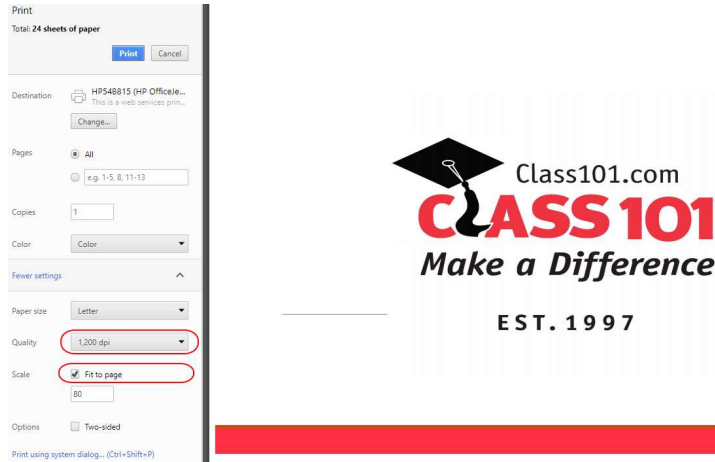 Print
Total: 24 sheets of paper
Print Cancel
Destination HP54B815 (HP OfficeJe...
This is a web services prin...
Change...
Pages All
e.g. 1-5, 8, 11-13
Copies 1
Color Color
Fewer settings
Paper size Letter
Quality 1,200 dpi
Scale Fit to page
80
Options Two-sided
Print using system dialog... (Ctrl+Shift+P)
Class101.com
CLASS 101
Make a Difference
EST. 1997